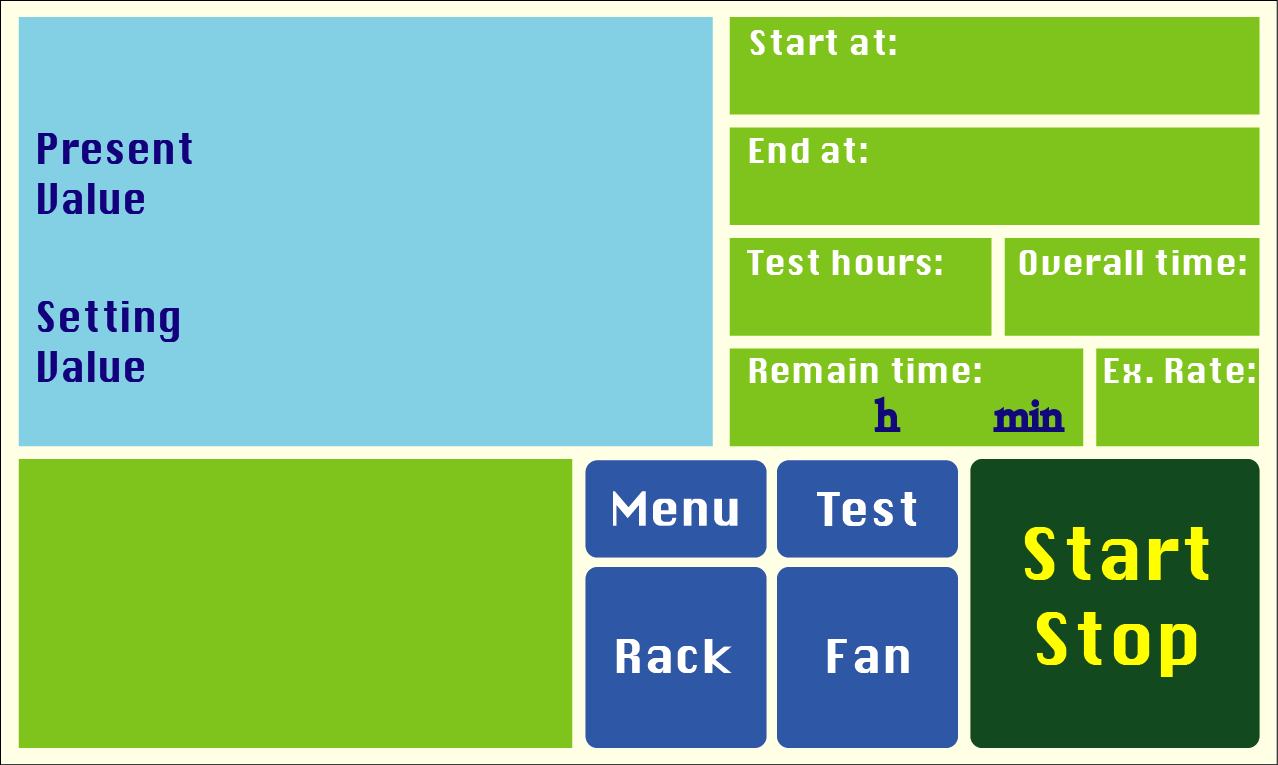 Present
Value
Setting
Value
Start at:
End at:
Test hours:
Overall time:
Remain time:
h min
Ex. Rate:
Menu
Test
Rack
Fan
Start
Stop